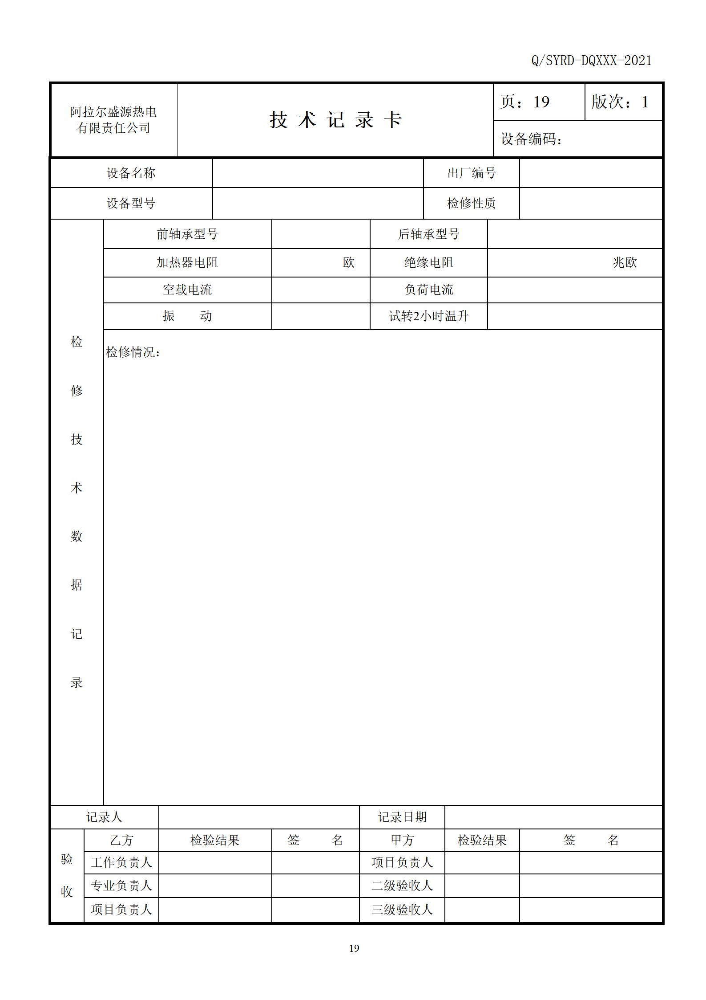 Q/SYRD-DQXXX-2021
阿拉尔盛源热电
有限责任公司
技 术 记 录 卡
页：19
版次：1
设备编码：
设备名称
出厂编号
设备型号
检修性质
检修技术数据记录
前轴承型号
后轴承型号
加热器电阻
欧
绝缘电阻
兆欧
空载电流
负荷电流
振 动
试转2小时温升
检修情况：
记录人
记录日期
验收
乙方
检验结果
签 名
甲方
检验结果
签 名
工作负责人
项目负责人
专业负责人
二级验收人
项目负责人
三级验收人
19